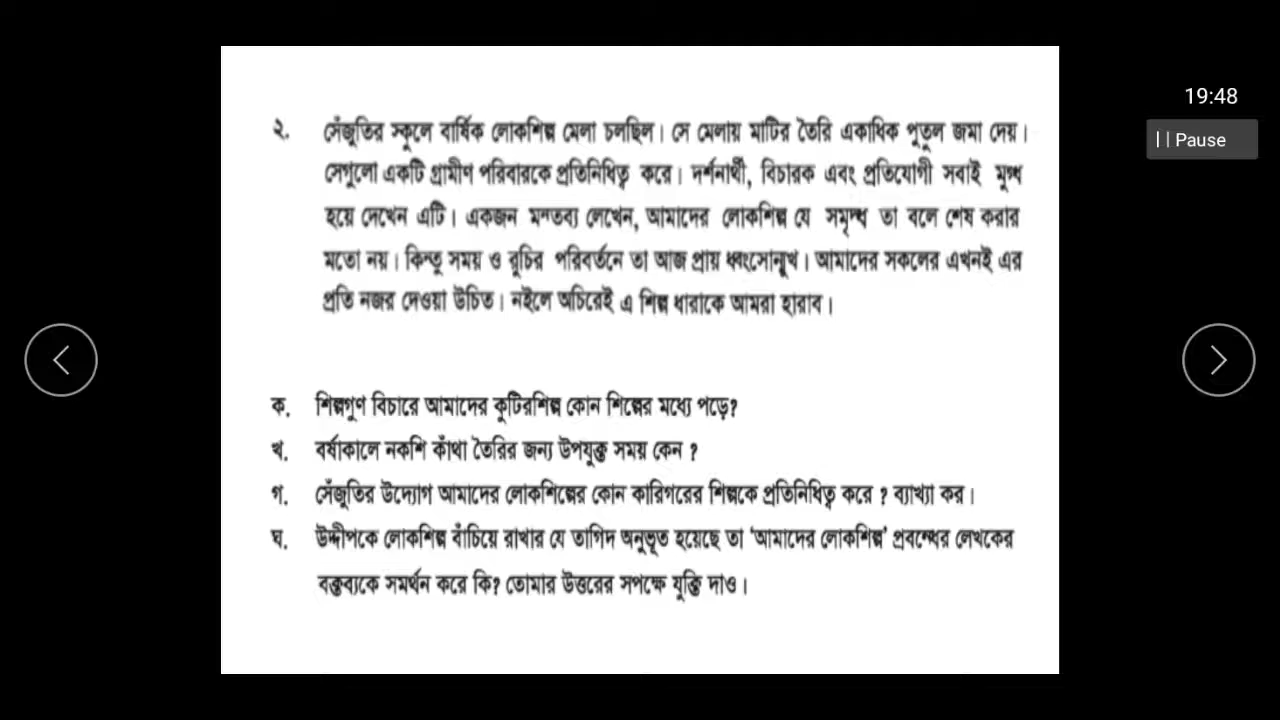 19:48
|| Pause
২. সেঁজুতির স্কুলে বার্ষিক লোকশিল্প মেলা চলছিল। সে মেলায় মাটির তৈরি একাধিক পুতুল জমা দেয়।
সেগুলো একটি গ্রামীণ পরিবারকে প্রতিনিধিত্ব করে। দর্শনার্থী, বিচারক এবং প্রতিযোগী সবাই মুগ্ধ
হয়ে দেখেন এটি। একজন মন্তব্য লেখেন, আমাদের লোকশিল্প যে সমৃদ্ধ তা বলে শেষ করার
মতো নয়। কিন্তু সময় ও রুচির পরিবর্তনে তা আজ প্রায় ধ্বংসোন্মুখ। আমাদের সকলের এখনই এর
প্রতি নজর দেওয়া উচিত। নইলে অচিরেই এ শিল্প ধারাকে আমরা হারাব।
ক. শিল্পগুণ বিচারে আমাদের কুটিরশিল্প কোন শিল্পের মধ্যে পড়ে?
খ. বর্ষাকালে নকশি কাঁথা তৈরির জন্য উপযুক্ত সময় কেন ?
গ. সেঁজুতির উদ্যোগ আমাদের লোকশিল্পের কোন কারিগরের শিল্পকে প্রতিনিধিত্ব করে ? ব্যাখ্যা কর।
ঘ. উদ্দীপকে লোকশিল্প বাঁচিয়ে রাখার যে তাগিদ অনুভূত হয়েছে তা ‘আমাদের লোকশিল্প’ প্রবন্ধের লেখকের
বক্তব্যকে সমর্থন করে কি? তোমার উত্তরের সপক্ষে যুক্তি দাও।